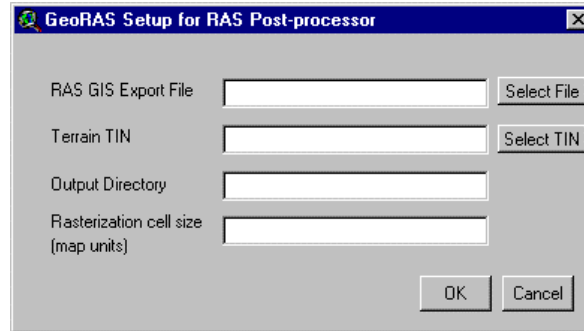 GeoRAS Setup for RAS Post-processor
RAS GIS Export File
Select File
Terrain TIN
Select TIN
Output Directory
Rasterization cell size
(map units)
OK
Cancel